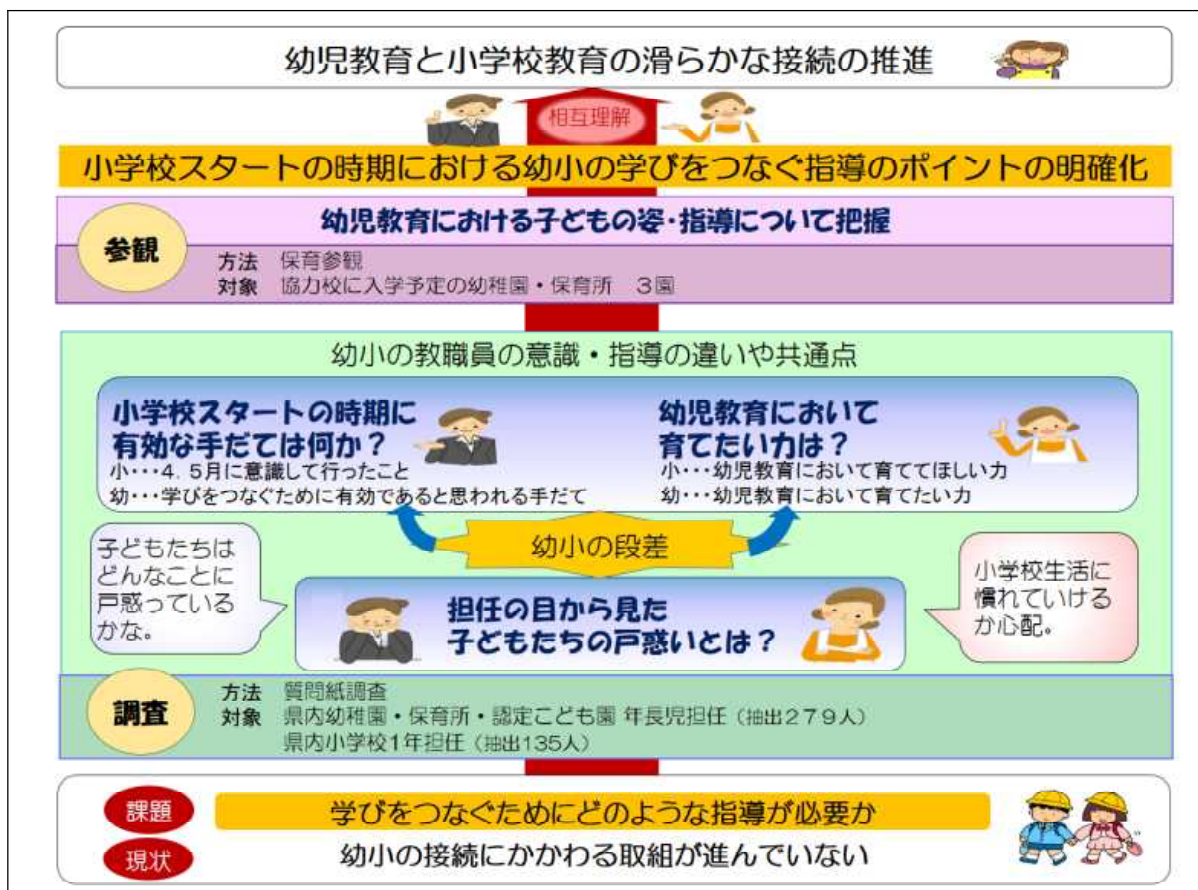 幼児教育と小学校教育の滑らかな接続の推進
相互理解
小学校スタートの時期における幼小の学びをつなぐ指導のポイントの明確化
参観
幼児教育における子どもの姿・指導について把握
方法 保育参観
対象 協力校に入学予定の幼稚園・保育所 3園
幼小の教職員の意識・指導の違いや共通点
小学校スタートの時期に
有効な手だては何か？
小・・・4．5月に意識して行ったこと
幼・・・学びをつなぐために有効であると思われる手だて
幼児教育において
育てたい力は？
小・・・幼児教育において育ててほしい力
幼・・・幼児教育において育てたい力
幼小の段差
子どもたちは
どんなことに
戸惑っている
かな。
担任の目から見た
子どもたちの戸惑いとは？
小学校生活に
慣れていける
か心配。
調査
方法 質問紙調査
対象 県内幼稚園・保育所・認定こども園 年長児担任（抽出279人）
県内小学校1年担任（抽出135人）
課題 学びをつなぐためにどのような指導が必要か
現状 幼小の接続にかかわる取組が進んでいない